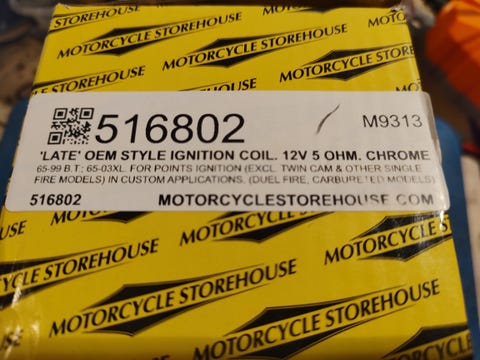 MOTORCYCLE STOREHOUSE
MOTORCYCLE STOREHOUSE
516802
M9313
'LATE' OEM STYLE IGNITION COIL. 12V 5 OHM. CHROME
65-99 B.T.; 65-03XL. FOR POINTS IGNITION (EXCL. TWIN CAM & OTHER SINGLE
FIRE MODELS) IN CUSTOM APPLICATIONS. (DUEL FIRE, CARBURETED MODELS)
516802
MOTORCYCLESTOREHOUSE.COM
MOTORCYCLE STOREHOUSE
MOTORCYCLE STOREHOUSE
MOTORCYCLE STOREHOUSE
MOTORCYCLE STOREHOUSE